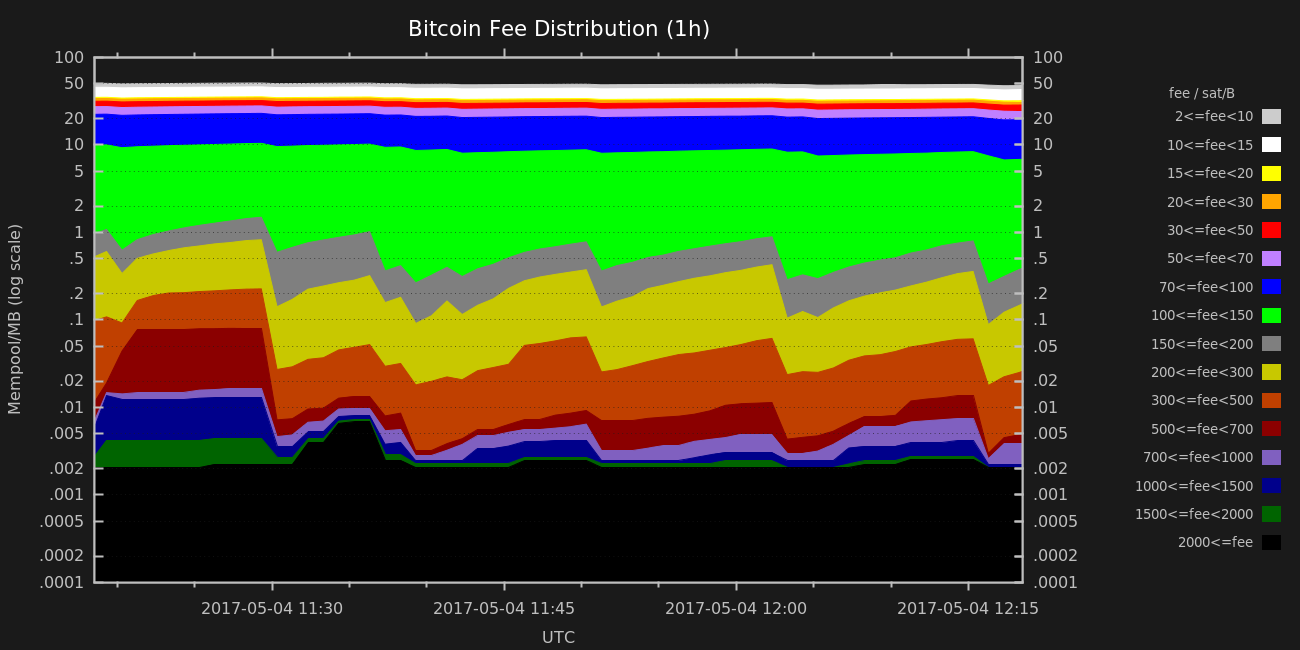 Bitcoin Fee Distribution (1h)
Mempool/MB (log scale)
100
50
20
10
5
2
1
.5
.2
.1
.05
.02
.01
.005
.002
.001
.0005
.0002
.0001
100
50
20
10
5
2
1
.5
.2
.1
.05
.02
.01
.005
.002
.001
.0005
.0002
.0001
fee / sat/B
2<=fee<10
10<=fee<15
15<=fee<20
20<=fee<30
30<=fee<50
50<=fee<70
70<=fee<100
100<=fee<150
150<=fee<200
200<=fee<300
300<=fee<500
500<=fee<700
700<=fee<1000
1000<=fee<1500
1500<=fee<2000
2000<=fee
2017-05-04 11:30 2017-05-04 11:45 2017-05-04 12:00 2017-05-04 12:15
UTC